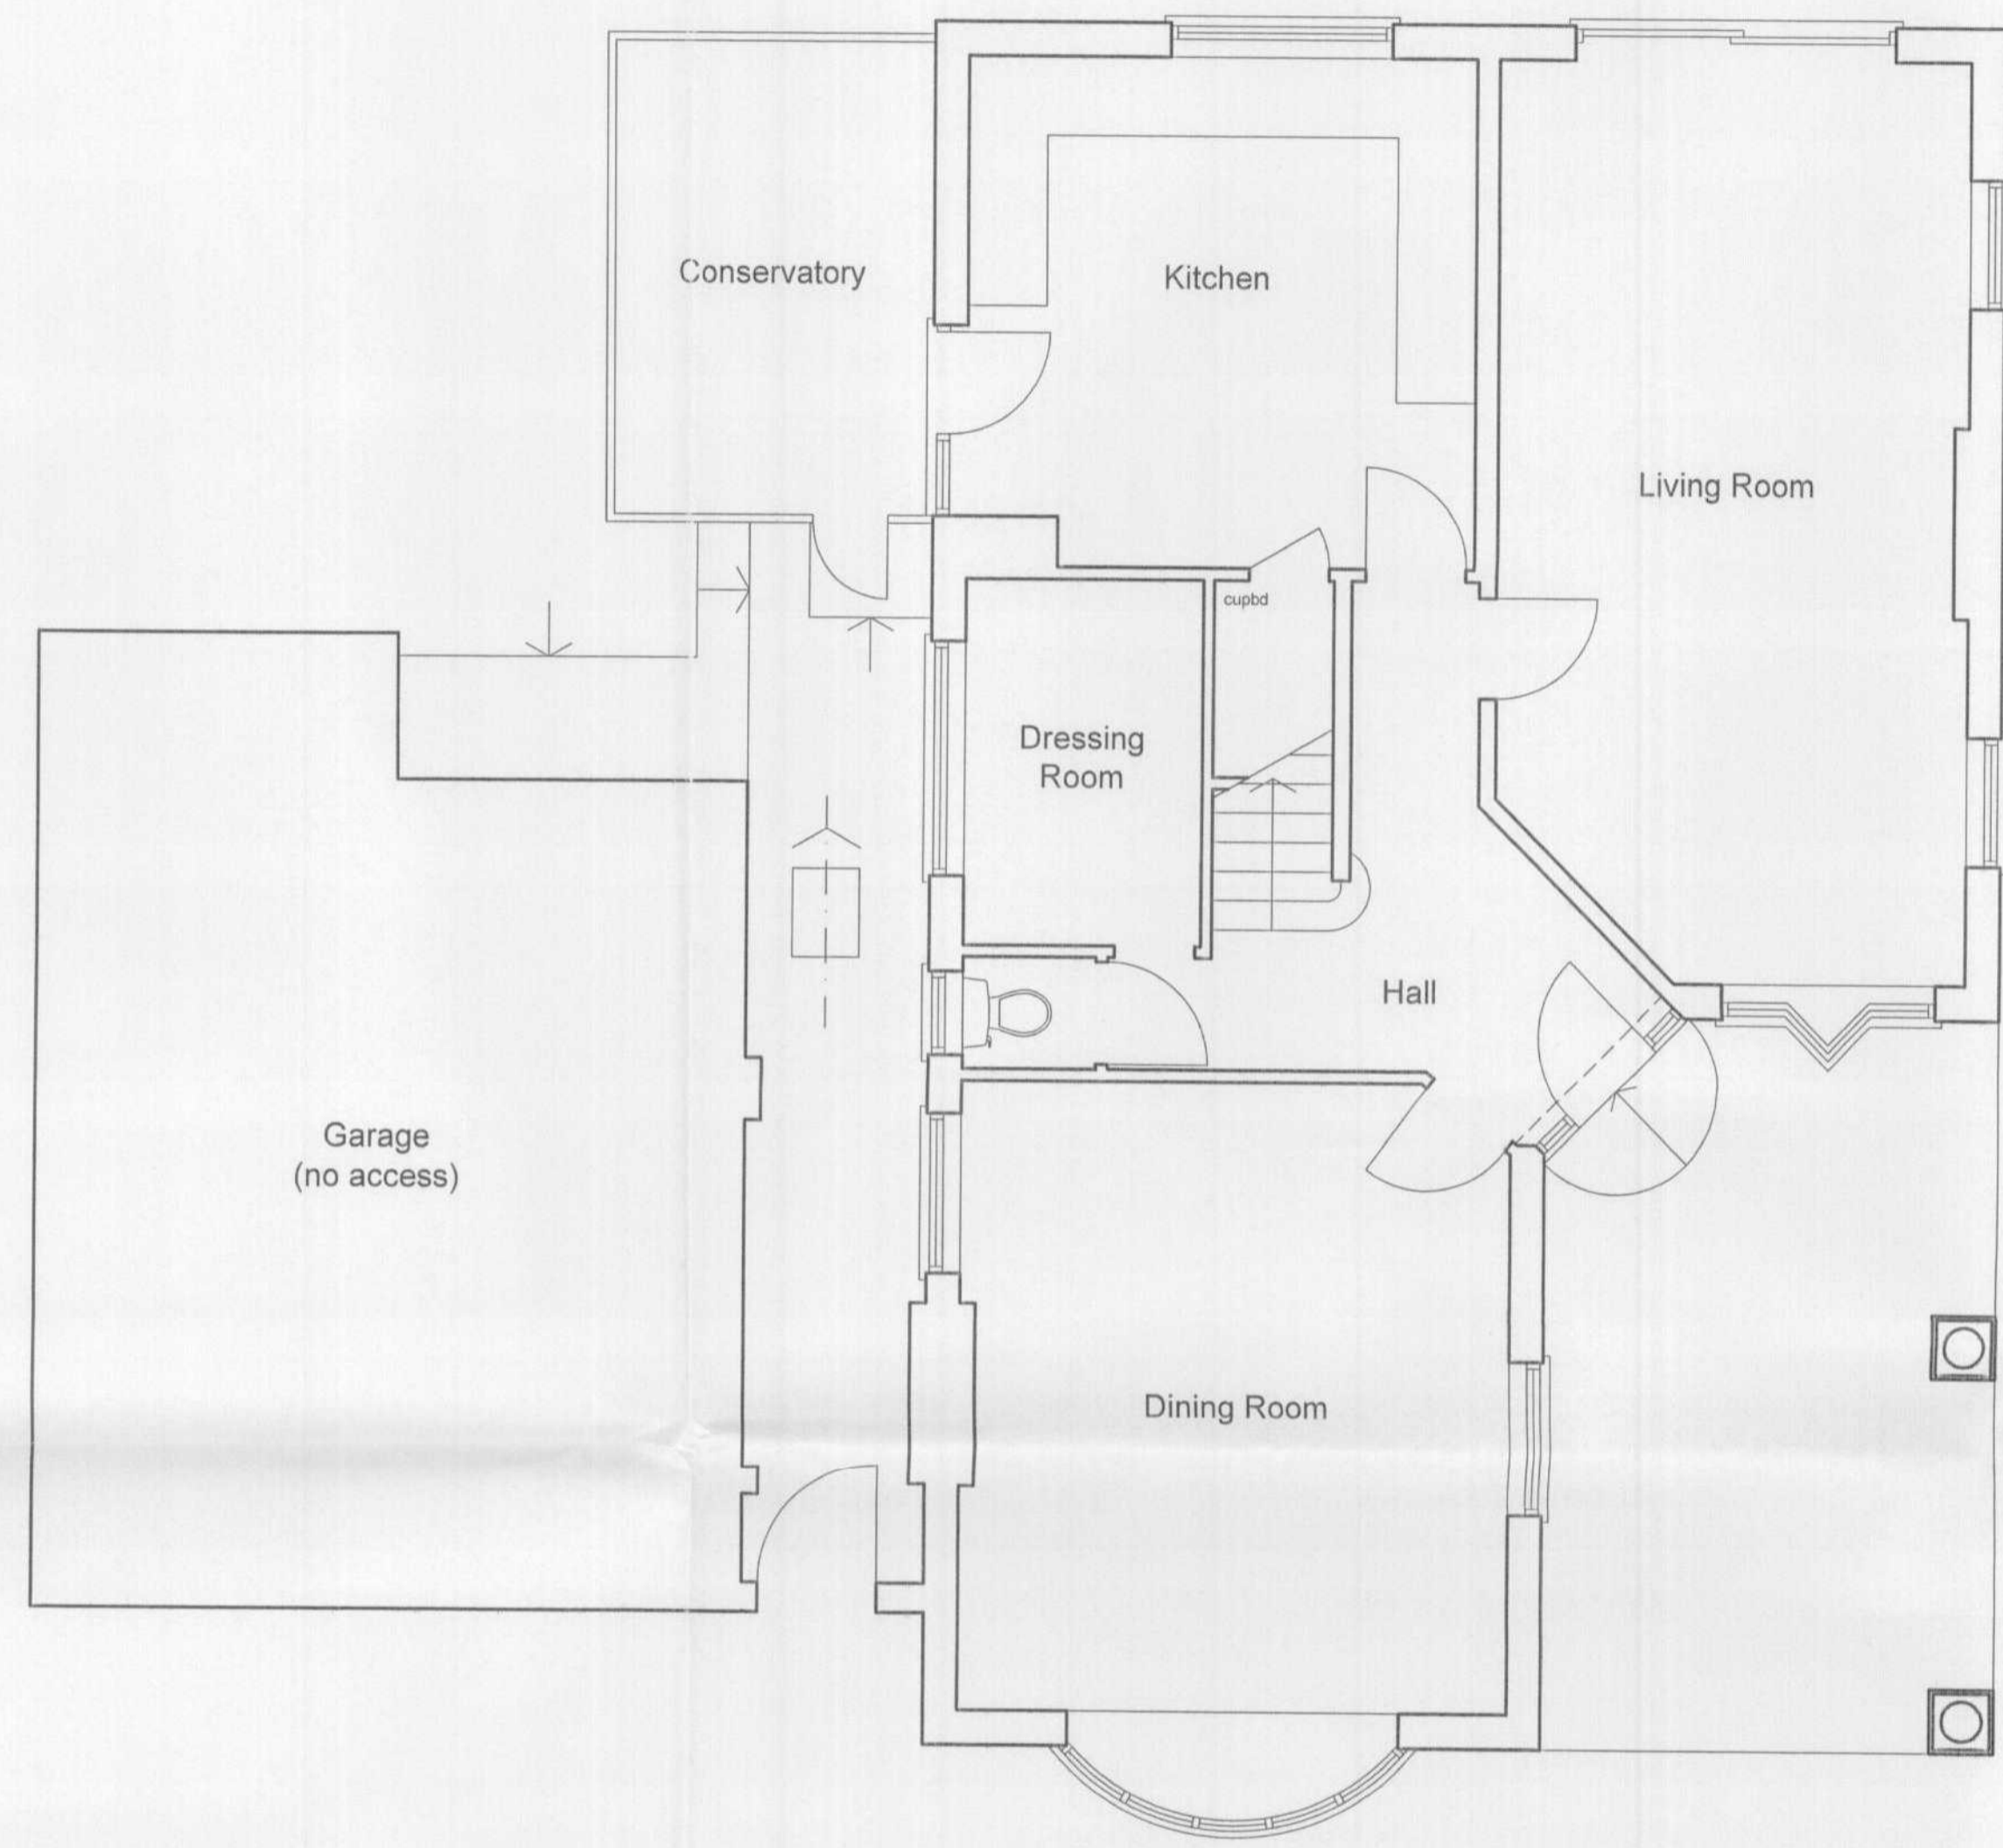 Conservatory
Kitchen
Living Room
cupbd
Dressing
Room
Hall
Garage
(no access)
Dining Room